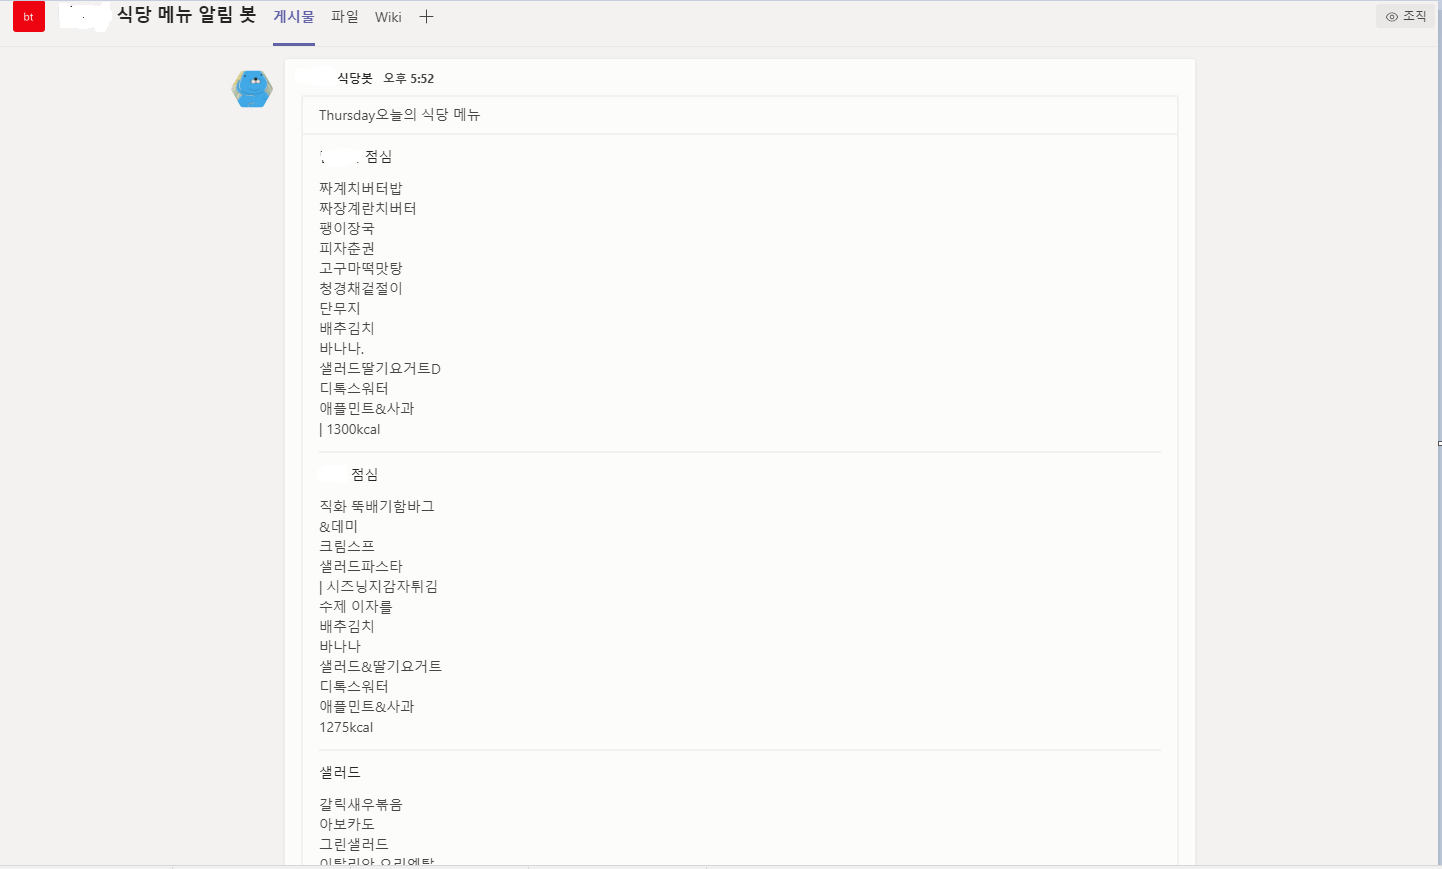 bt
식당 메뉴 알림 봇 게시물 파일 Wiki
조직
식당봇 오후 5:52
Thursday오늘의 식당 메뉴
점심
짜계치버터밥
짜장계란치버터
팽이장국
피자춘권
고구마떡맛탕
청경채겉절이
단무지
배추김치
바나나.
샐러드딸기요거트D
디톡스워터
애플민트&사과
| 1300kcal
점심
직화 뚝배기함바그
&데미
크림스프
샐러드파스타
| 시즈닝지감자튀김
수제 이자를
배추김치
바나나
샐러드&딸기요거트
디톡스워터
애플민트&사과
1275kcal
샐러드
갈릭새우볶음
아보카도
그린샐러드